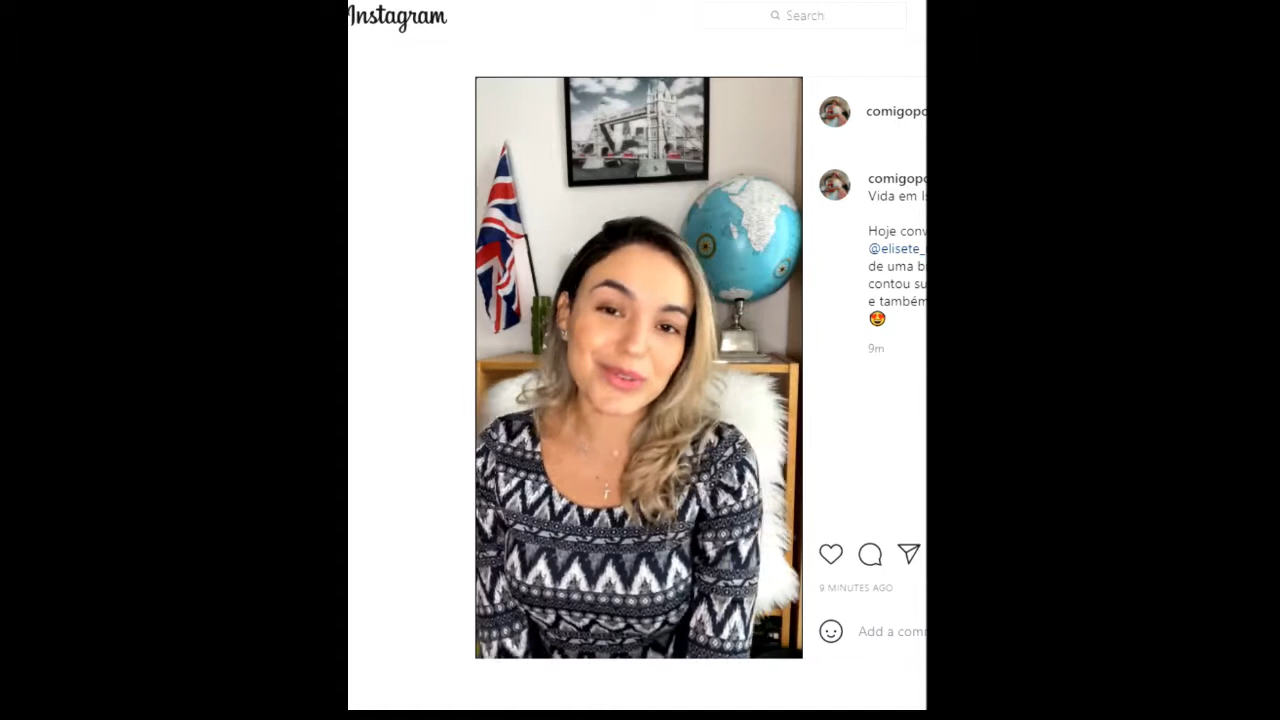 Instagram
Search
comigopo
comigopo
Vida em I
Hoje conv
@elisete_
de uma b
contou su
e também
9m
9 MINUTES AGO
Add a com